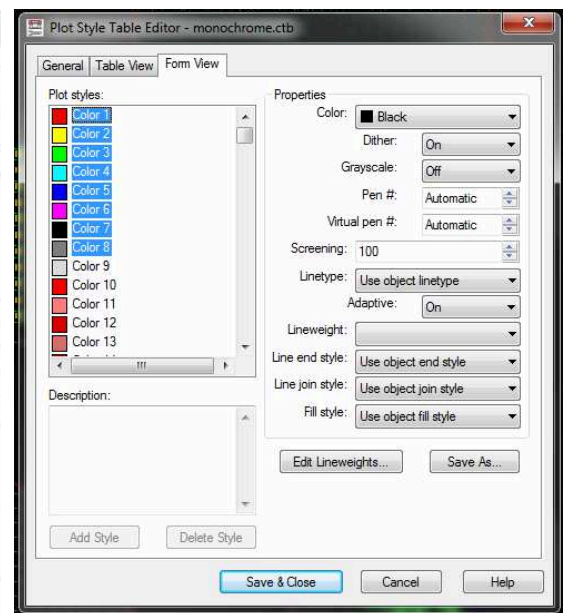 Plot Style Table Editor - monochrome.ctb
General
Table View
Form View
Plot styles:
Color 1
Color 2
Color 3
Color 4
Color 5
Color 6
Color 7
Color 8
Color 9
Color 10
Color 11
Color 12
Color 13
Description:
Add Style
Delete Style
Properties
Color: Black
Dither: On
Grayscale: Off
Pen #: Automatic
Virtual pen #: Automatic
Screening: 100
Linetype: Use object linetype
Adaptive: On
Lineweight:
Line end style: Use object end style
Line join style: Use object join style
Fill style: Use object fill style
Edit Lineweights...
Save As...
Save & Close
Cancel
Help